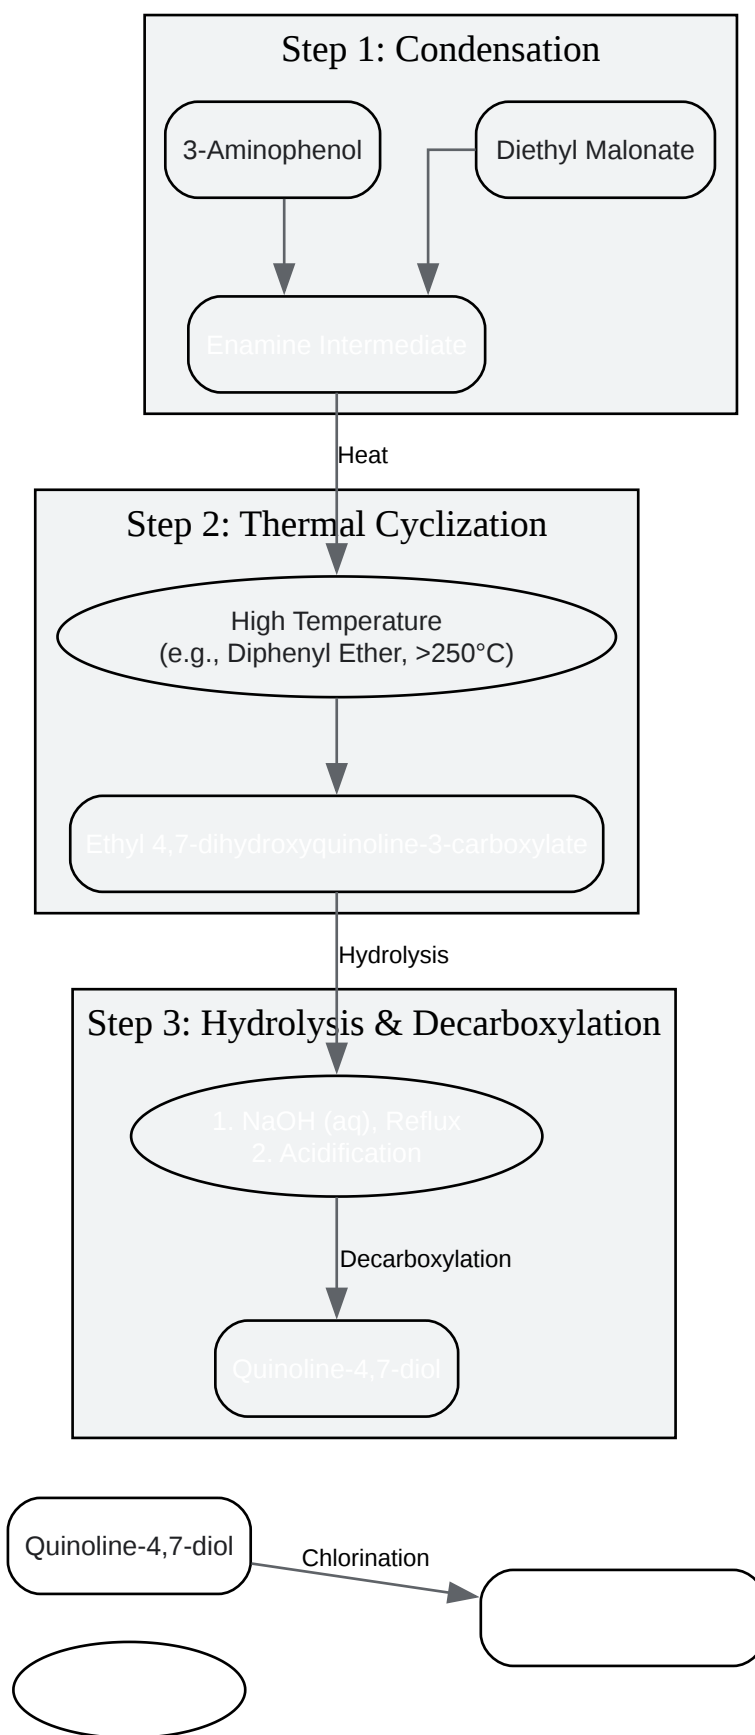 Step 1: Condensation
3-Aminophenol
Diethyl Malonate
Enamine Intermediate
Heat
Step 2: Thermal Cyclization
High Temperature
(e.g., Diphenyl Ether, >250°C)
Ethyl 4,7-dihydroxyquinoline-3-carboxylate
Hydrolysis
Step 3: Hydrolysis & Decarboxylation
1. NaOH (aq), Reflux
2. Acidification
Decarboxylation
Quinoline-4,7-diol
Quinoline-4,7-diol
Chlorination